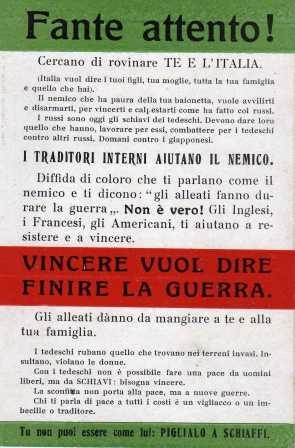 Fante attento!
Cercano di rovinare TE E L'ITALIA.
(Italia vuol dire i tuoi figli, tua moglie, tutta la tua famiglia
e quello che hai).
Il nemico che ha paura della tua baionetta, vuole avvilirti
e disarmarti, per vincerti e calpestarti come ha fatto coi russi.
I russi sono oggi gli schiavi dei tedeschi. Devono dare loro
quello che hanno, lavorare per essi, combattere per i tedeschi
contro altri russi. Domani contro i giapponesi.
I TRADITORI INTERNI AIUTANO IL NEMICO.
Diffida di coloro che ti parlano come il
nemico e ti dicono: "gli alleati fanno du-
rare la guerra„. Non è vero! Gli Inglesi,
i Francesi, gli Americani, ti aiutano a re-
sistere e a vincere.
VINCERE VUOL DIRE
FINIRE LA GUERRA.
Gli alleati dànno da mangiare a te e alla
tua famiglia.
I tedeschi rubano quello che trovano nei terreni invasi. In-
sultano, violano le donne.
Con i tedeschi non è possibile fare una pace da uomini
liberi, ma da SCHIAVI: bisogna vincere.
La sconfitta non porta alla pace, ma a nuove guerre.
Chi ti parla di pace a tutti i costi è un vigliacco o un im-
becille o traditore.
Tu non puoi essere come lui: PIGLIALO A SCHIAFFI.